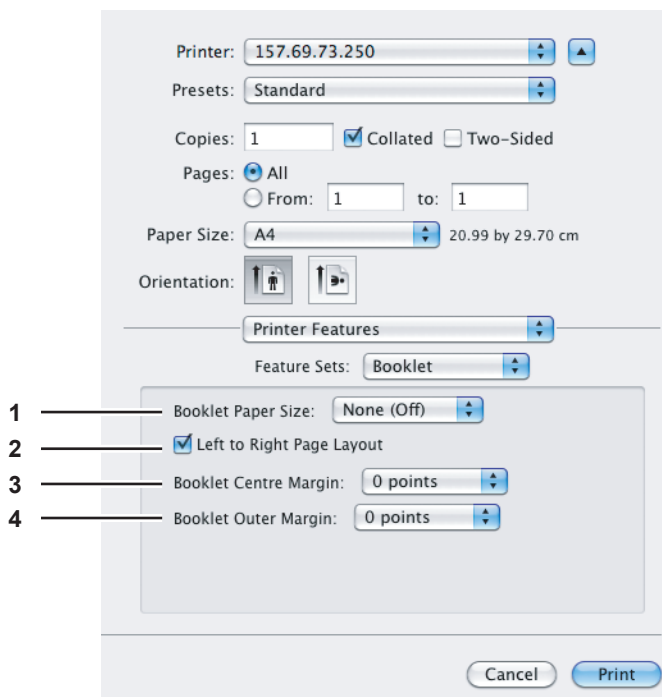 Printer: 157.69.73.250
Presets: Standard
Copies: 1 Collated Two-Sided
Pages: All
From: 1 to: 1
Paper Size: A4 20.99 by 29.70 cm
Orientation:
Printer Features
Feature Sets: Booklet
1 Booklet Paper Size: None (Off)
2 Left to Right Page Layout
3 Booklet Centre Margin: 0 points
4 Booklet Outer Margin: 0 points
Cancel Print